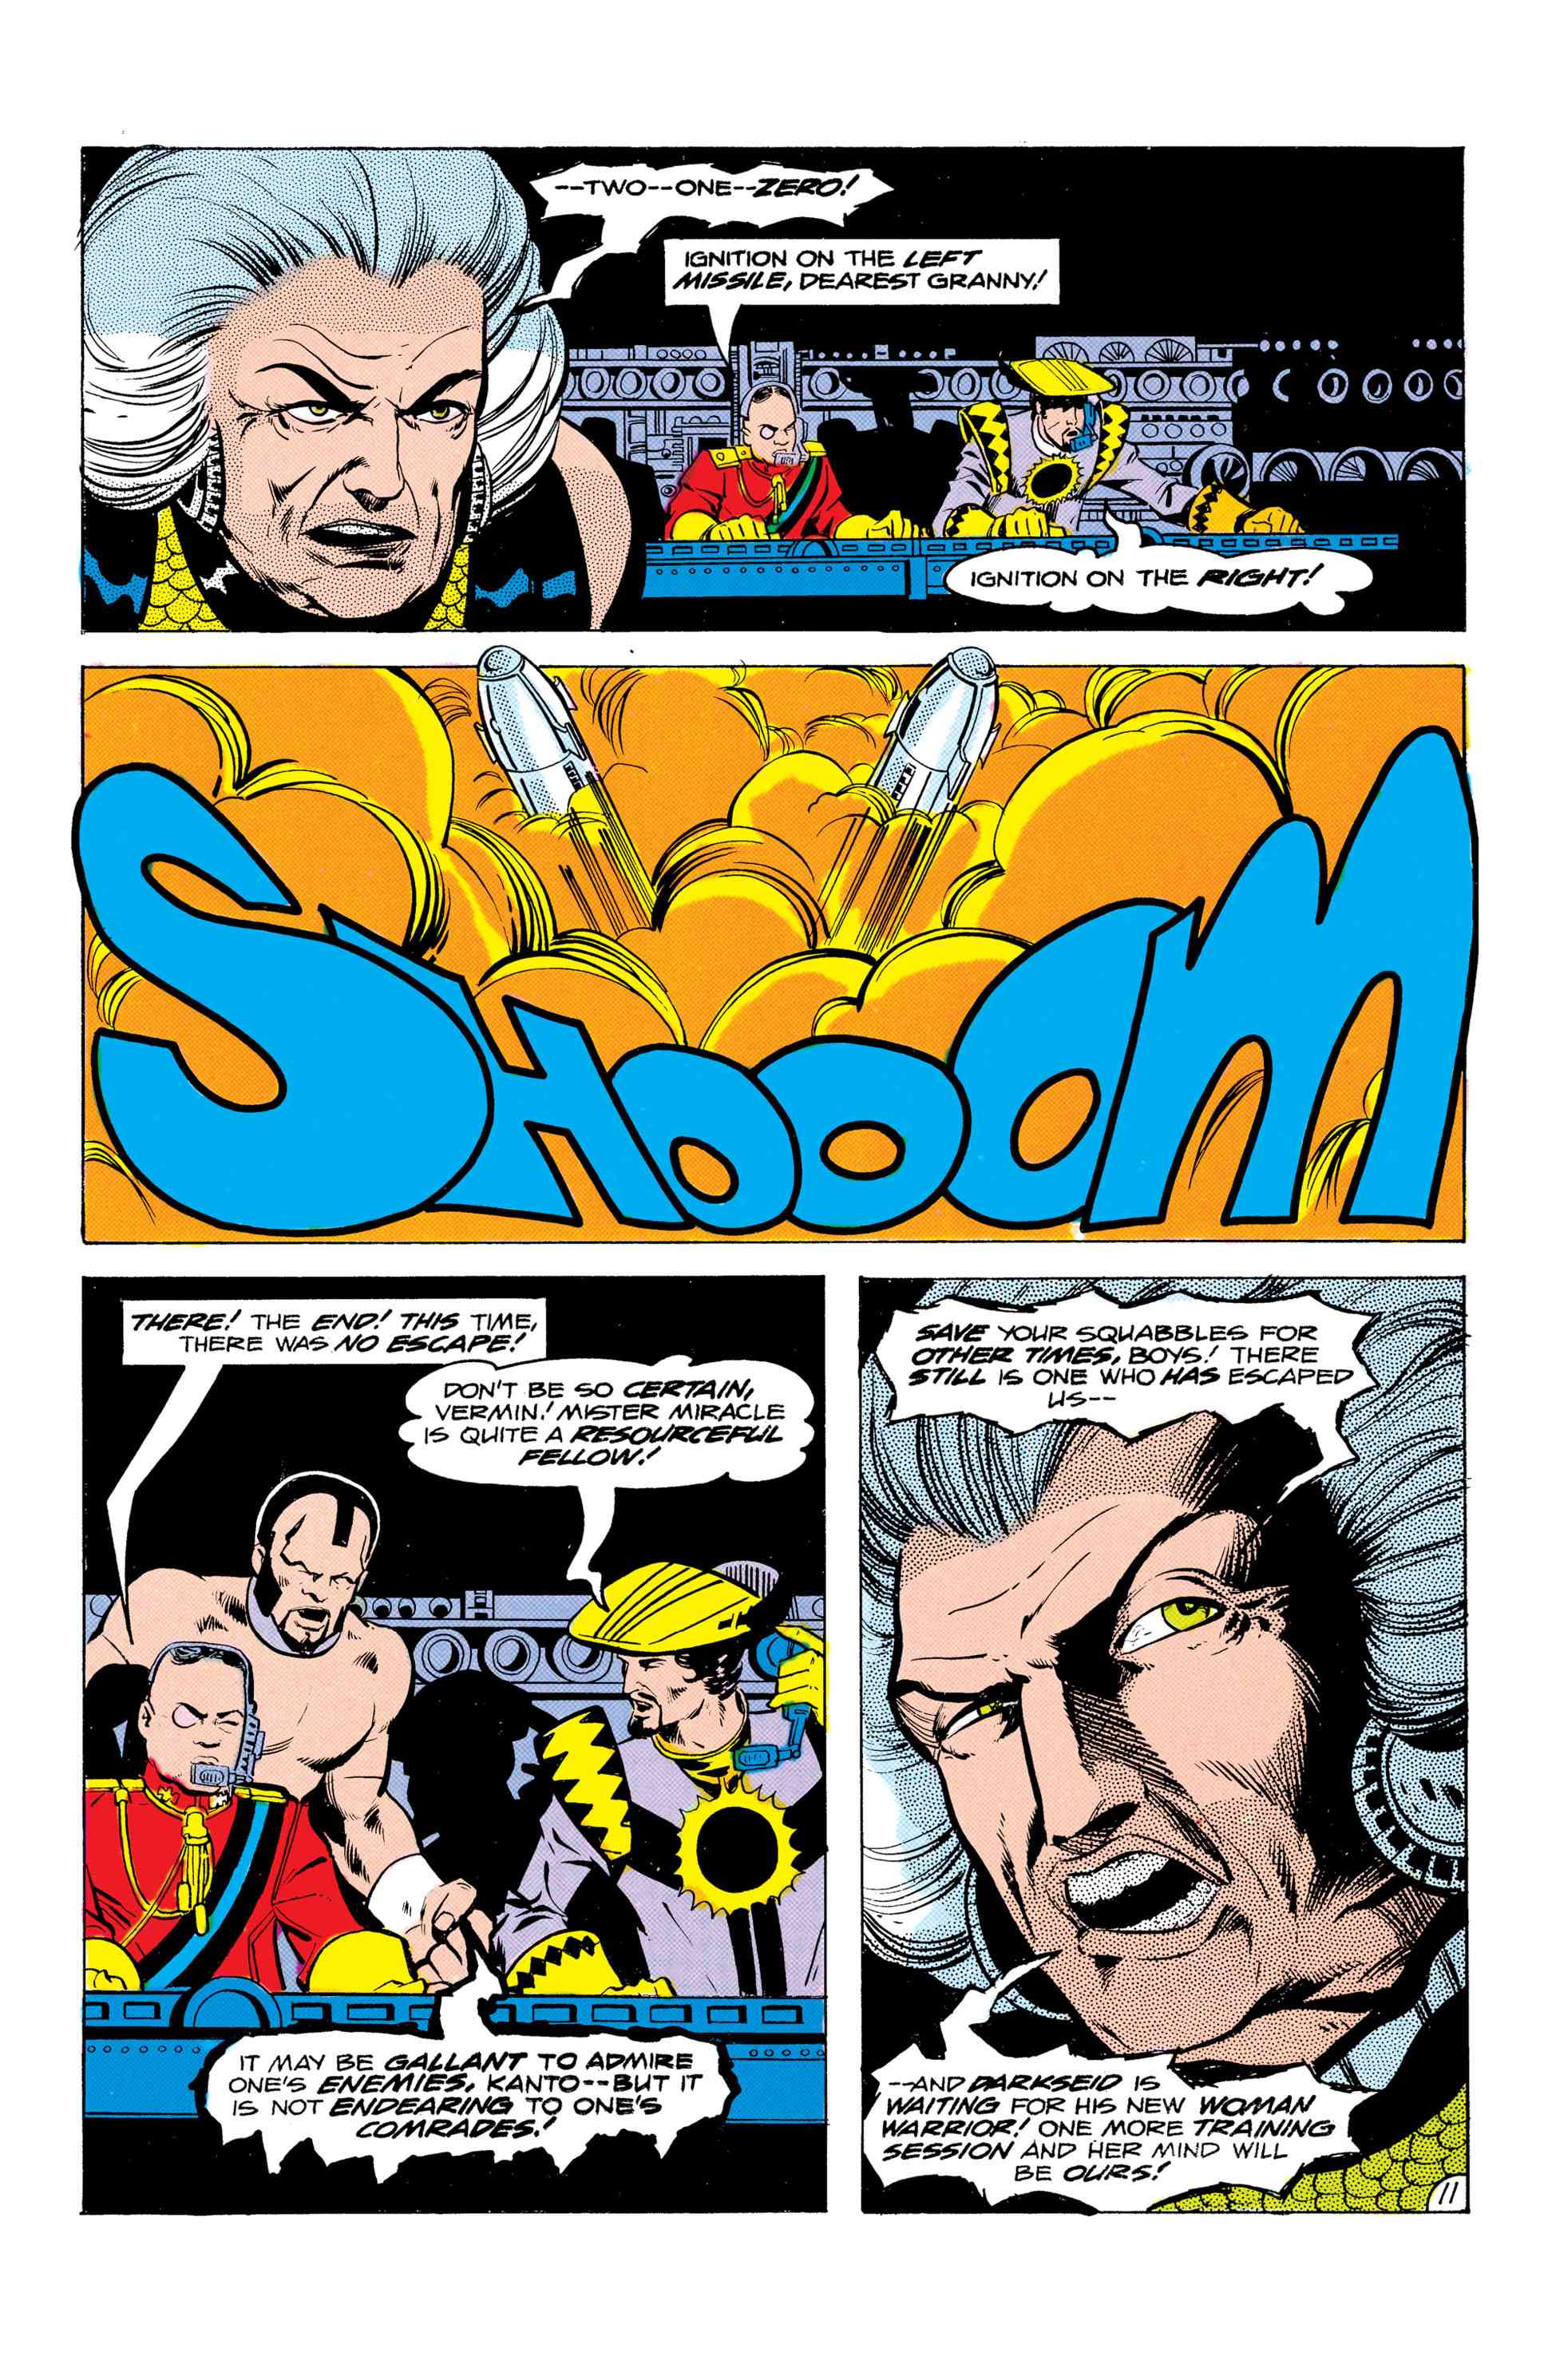 --TWO--ONE--ZERO!
IGNITION ON THE LEFT
MISSILE, DEAREST GRANNY!
IGNITION ON THE RIGHT!
SHOOOM
THERE! THE END! THIS TIME,
THERE WAS NO ESCAPE!
DON'T BE SO CERTAIN,
VERMIN! MISTER MIRACLE
IS QUITE A RESOURCEFUL
FELLOW!
IT MAY BE GALLANT TO ADMIRE
ONE'S ENEMIES, KANTO--BUT IT
IS NOT ENDEARING TO ONE'S
COMRADES!
SAVE YOUR SQUABBLES FOR
OTHER TIMES, BOYS! THERE
STILL IS ONE WHO HAS ESCAPED
US--
--AND DARKSEID IS
WAITING FOR HIS NEW WOMAN
WARRIOR! ONE MORE TRAINING
SESSION AND HER MIND WILL
BE OURS!
11